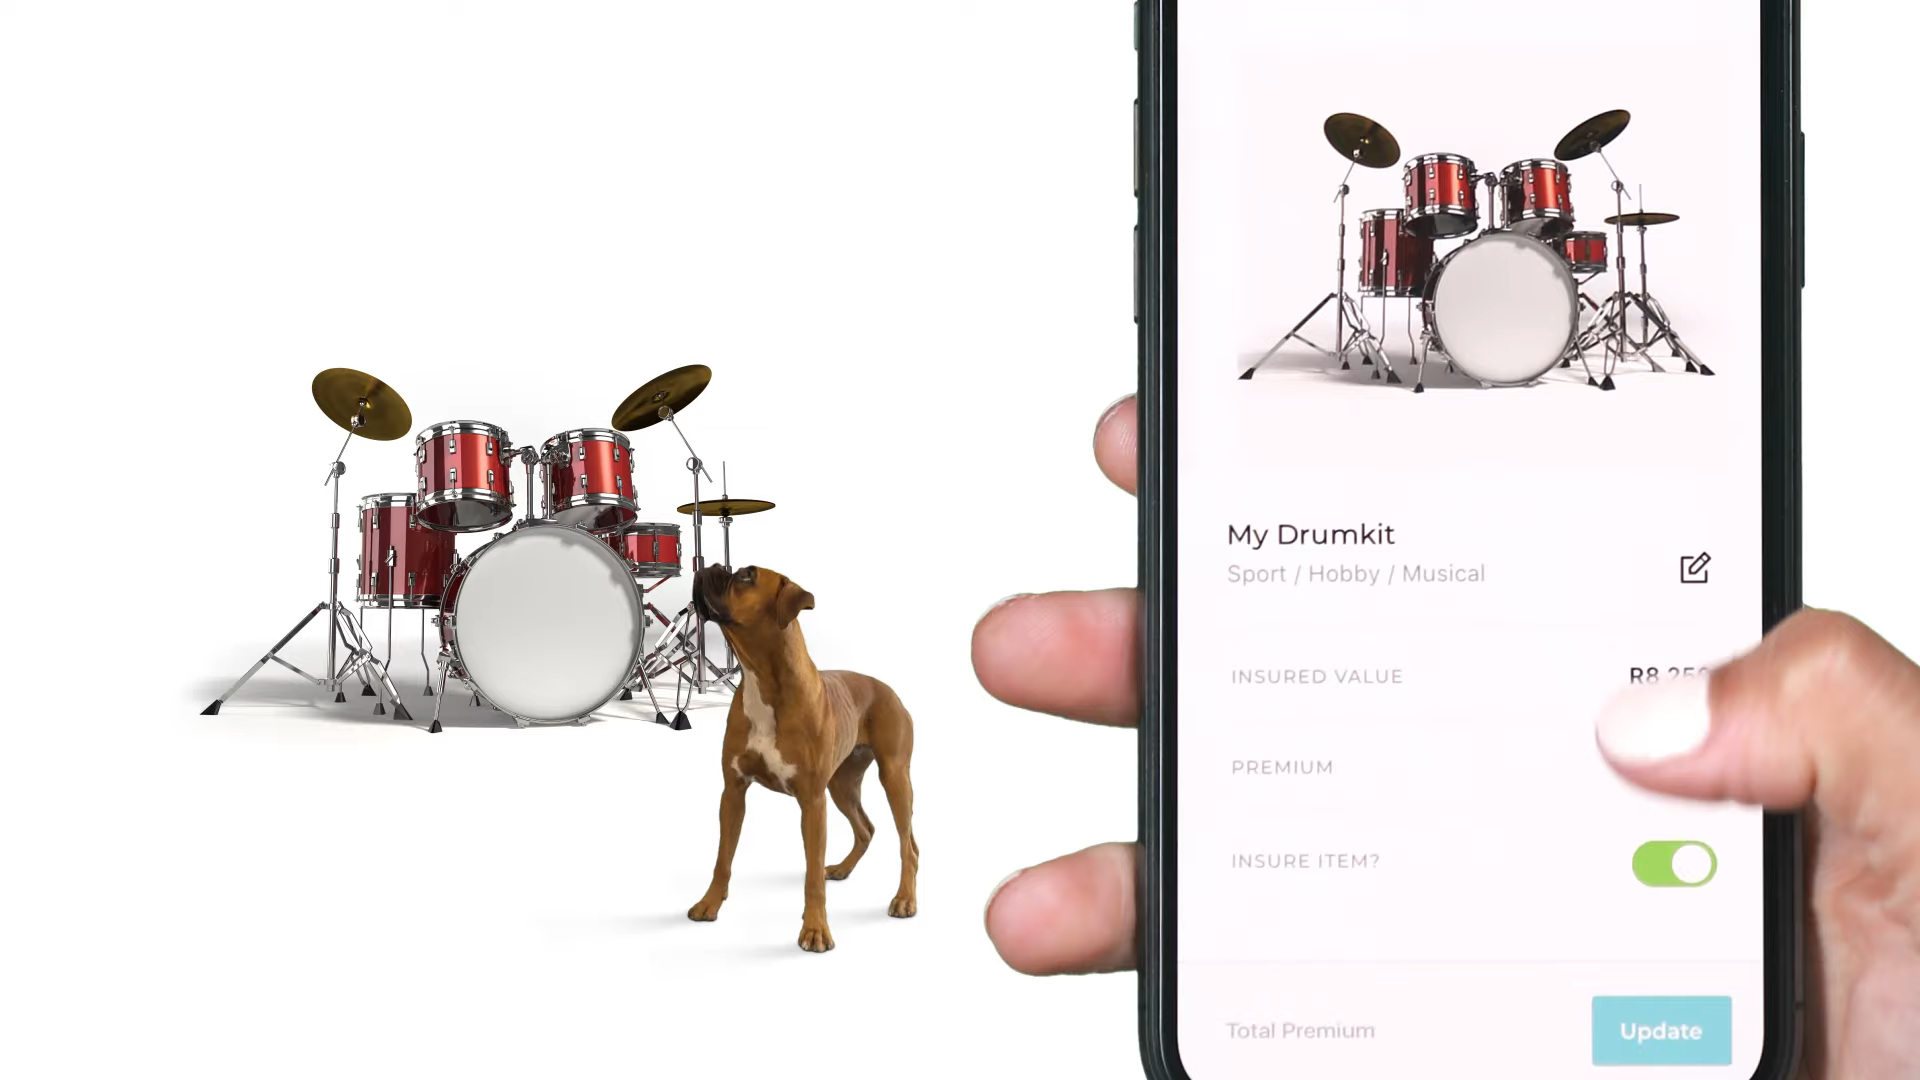 My Drumkit
Sport / Hobby / Musical
INSURED VALUE
PREMIUM
INSURE ITEM?
Total Premium
Update